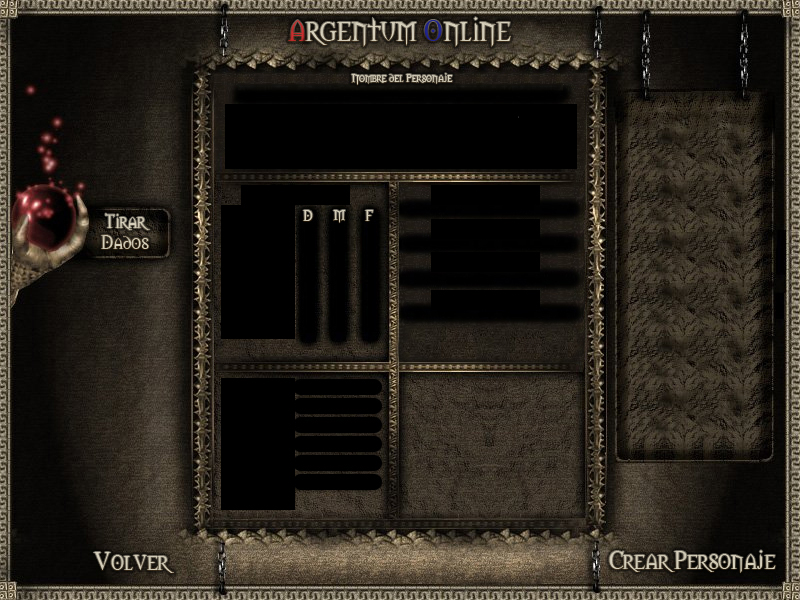 Argentum Online
Nombre del Personaje
D M F
Tirar
Dados
Volver
Crear Personaje